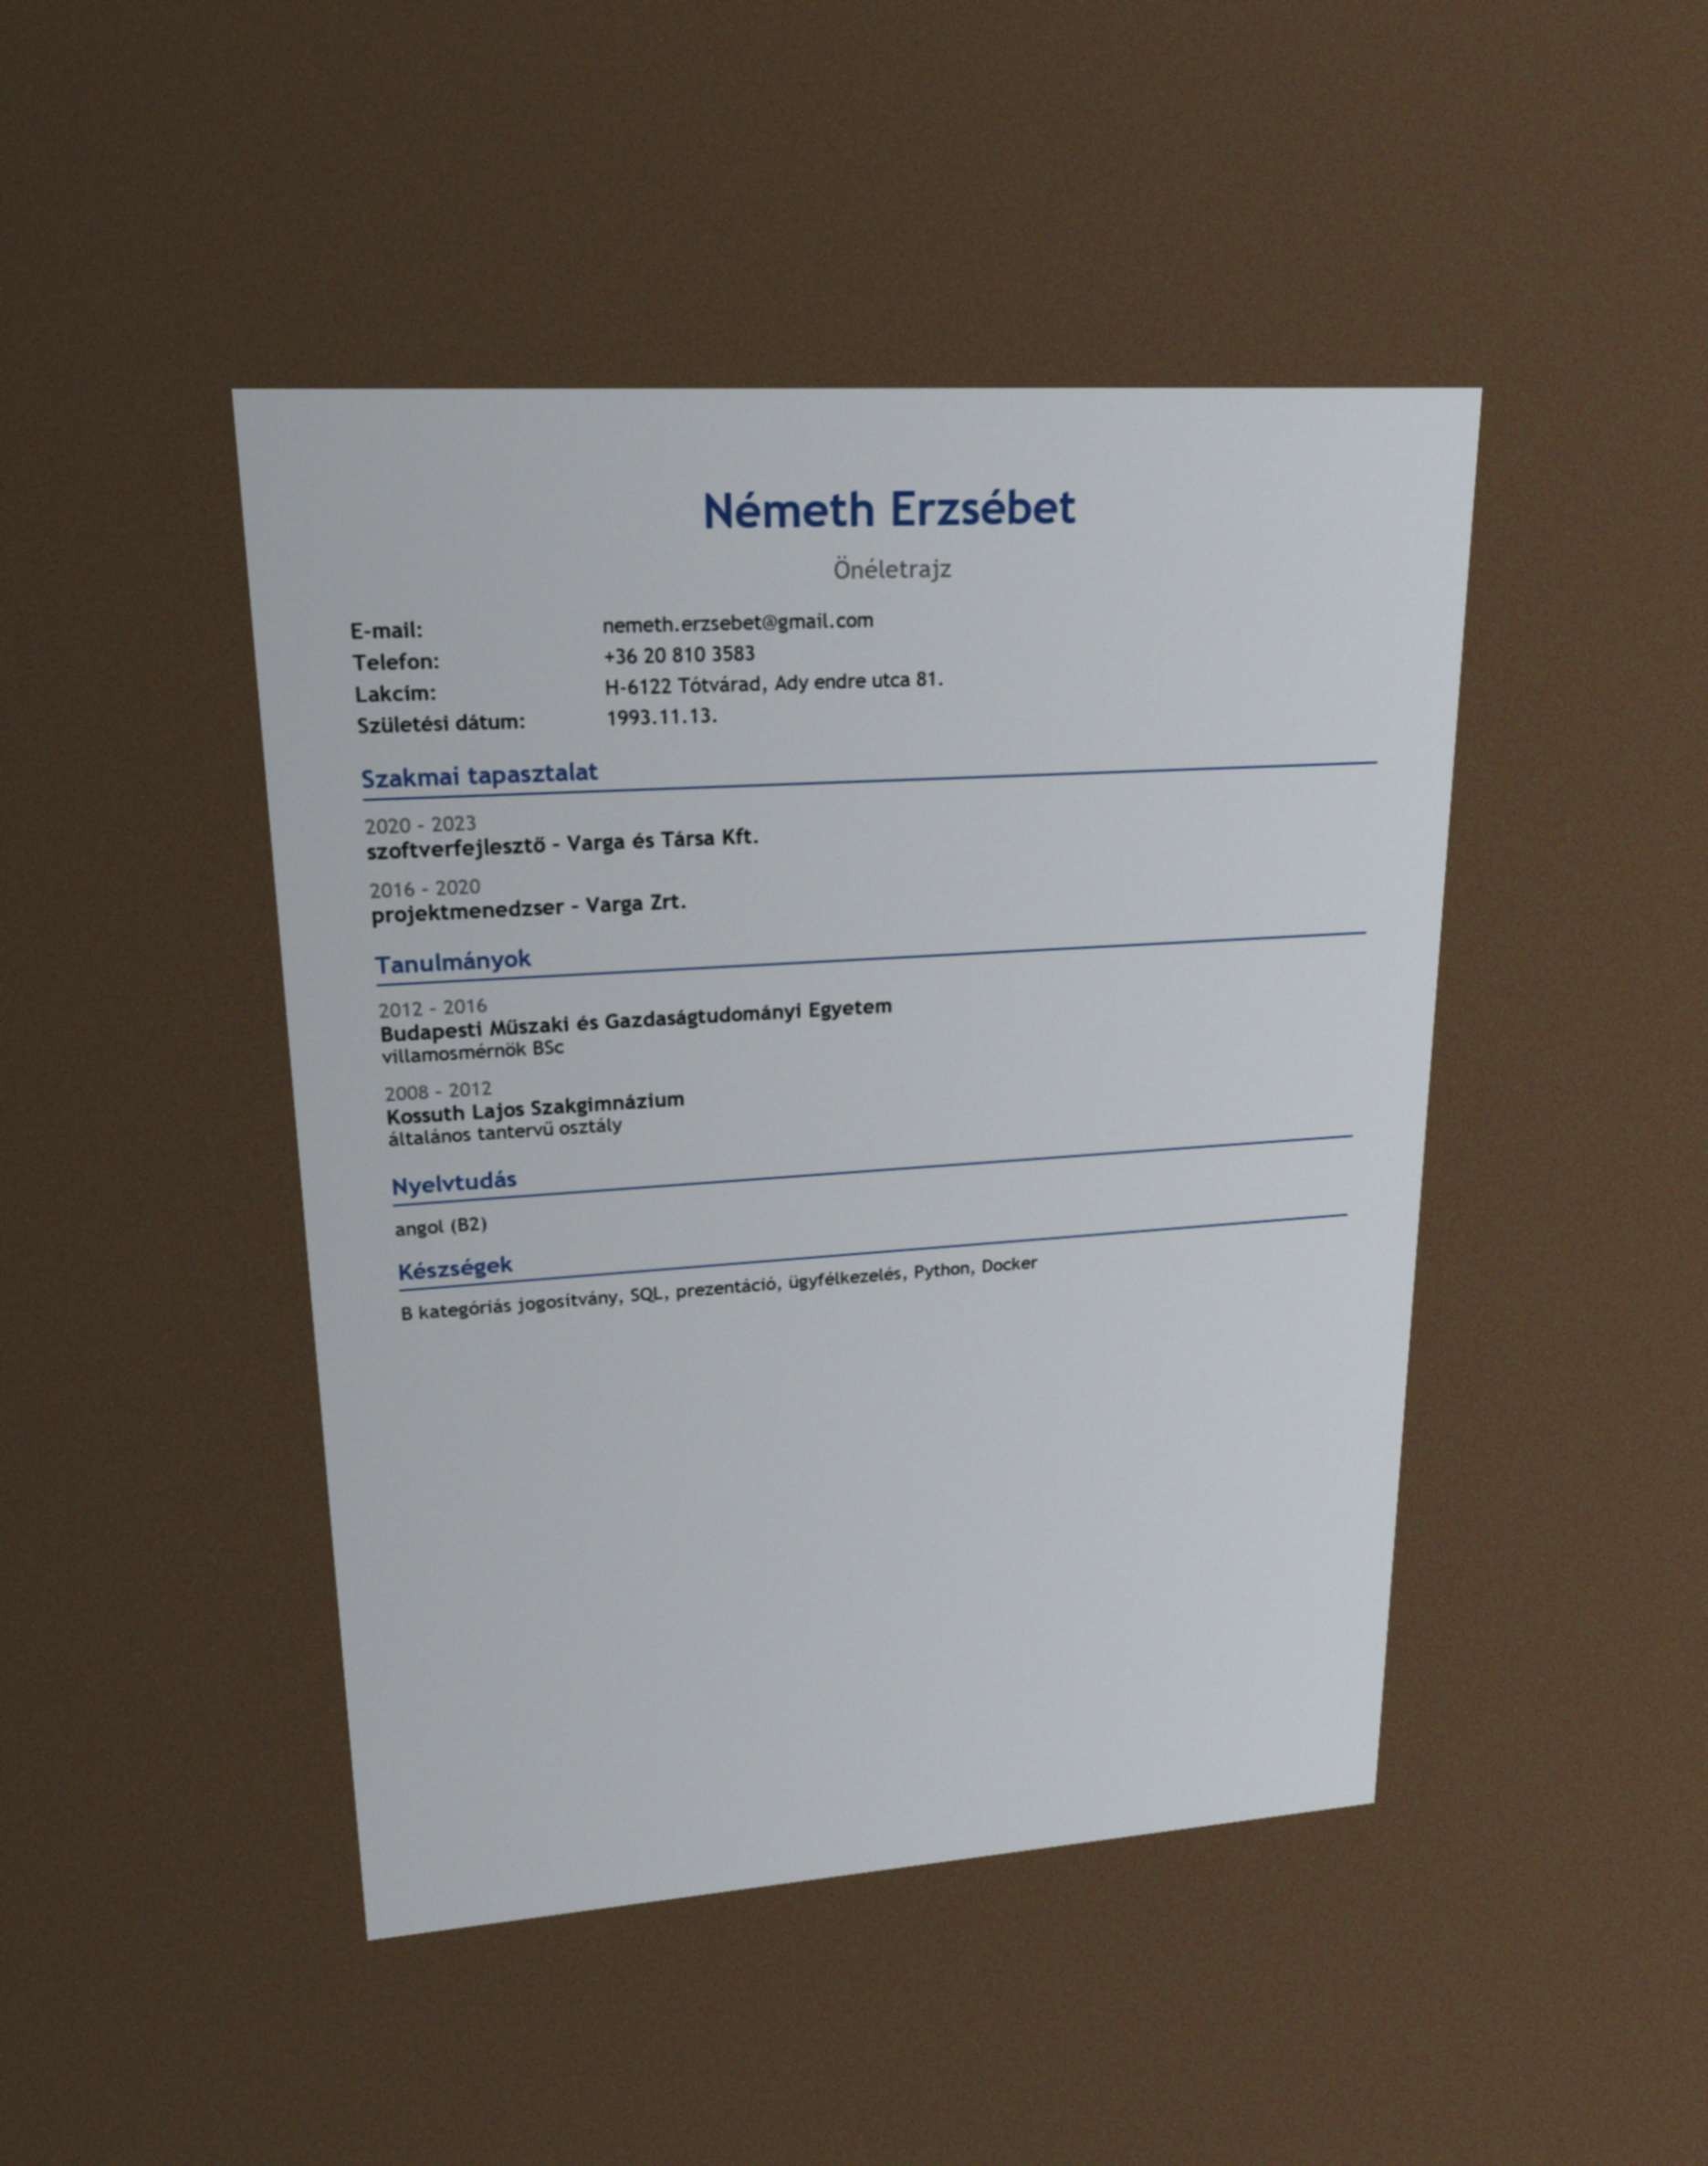 Németh Erzsébet
Önéletrajz
E-mail: nemeth.erzsebet@gmail.com
Telefon: +36 20 810 3583
Lakcím: H-6122 Tótvárad, Ady endre utca 81.
Születési dátum: 1993.11.13.
Szakmai tapasztalat
2020 - 2023
szoftverfejlesztő - Varga és Társa Kft.
2016 - 2020
projektmenedzser - Varga Zrt.
Tanulmányok
2012 - 2016
Budapesti Műszaki és Gazdaságtudományi Egyetem
villamosmérnök BSc
2008 - 2012
Kossuth Lajos Szakgimnázium
általános tantervű osztály
Nyelvtudás
angol (B2)
Készségek
B kategóriás jogosítvány, SQL, prezentáció, ügyfélkezelés, Python, Docker